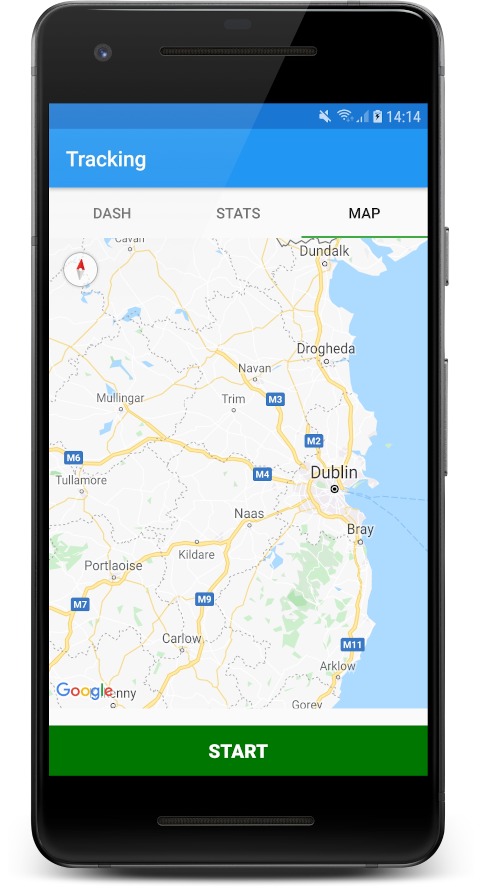 14:14
Tracking
DASH STATS MAP
Cavan
Dundalk
Drogheda
Navan
Mullingar
Trim
M3
M2
M6
M4
Dublin
Tullamore
Naas
Bray
Kildare
Portlaoise
M7
M9
Carlow
M11
Arklow
Google
enny
Gorey
START